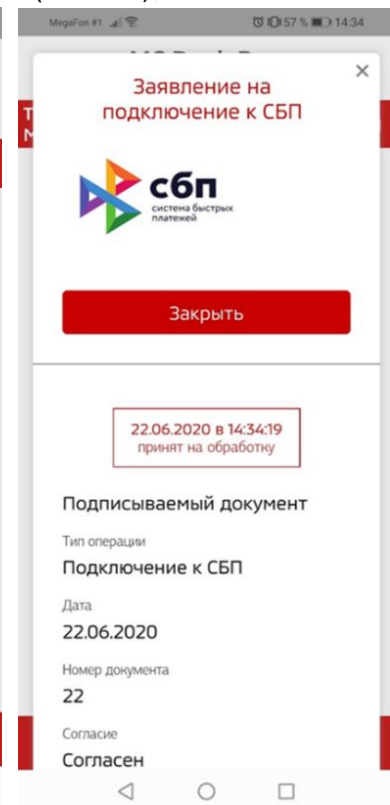 MegaFon #1
57 %
14:34
Заявление на
подключение к СБП
сбп
система быстрых
платежей
Закрыть
22.06.2020 в 14:34:19
принят на обработку
Подписываемый документ
Тип операции
Подключение к СБП
Дата
22.06.2020
Номер документа
22
Согласие
Согласен